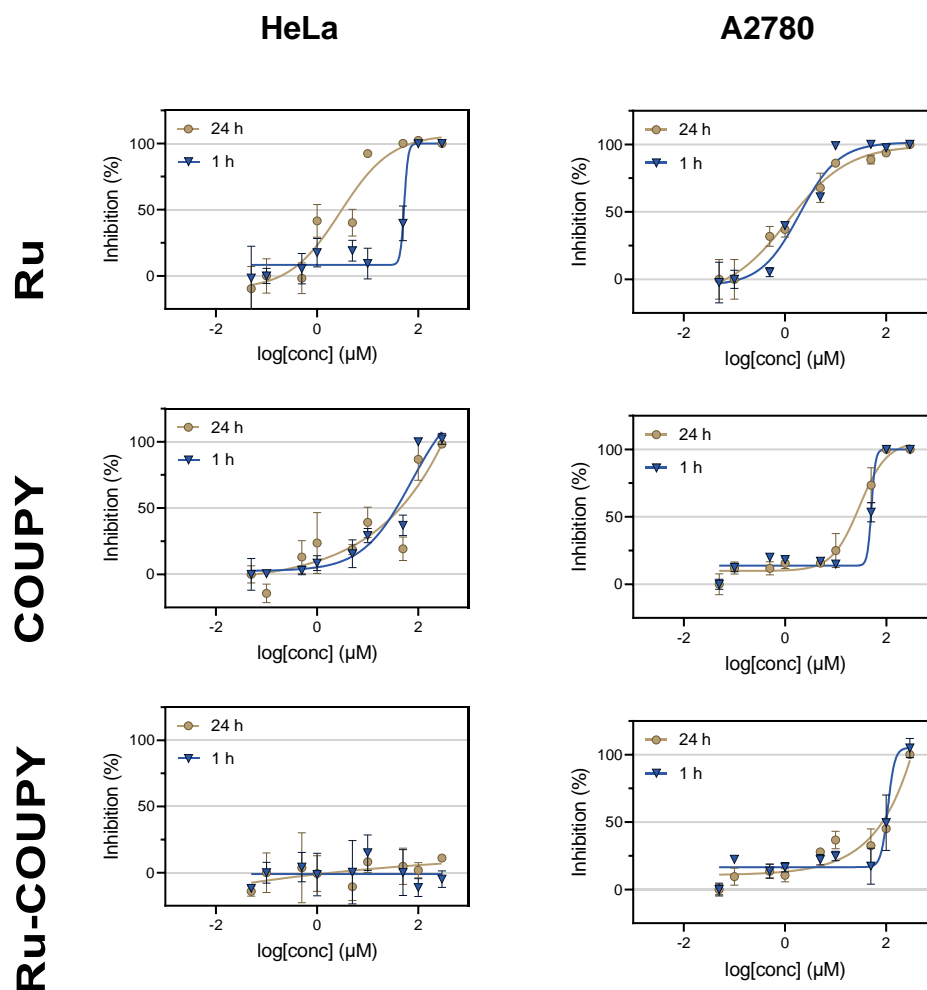 HeLa
A2780
Ru
24 h
1 h
Inhibition (%)
100
50
0
-2
0
2
log[conc] (µM)
24 h
1 h
Inhibition (%)
100
50
0
-2
0
2
log[conc] (µM)
COUPY
24 h
1 h
Inhibition (%)
100
50
0
-2
0
2
log[conc] (µM)
24 h
1 h
Inhibition (%)
100
50
0
-2
0
2
log[conc] (µM)
Ru-COUPY
24 h
1 h
Inhibition (%)
100
50
0
-2
0
2
log[conc] (µM)
24 h
1 h
Inhibition (%)
100
50
0
-2
0
2
log[conc] (µM)